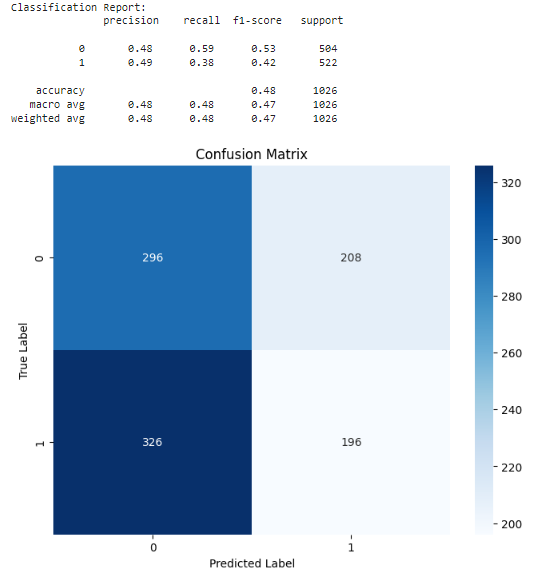 Classification Report:
precision recall f1-score support
0 0.48 0.59 0.53 504
1 0.49 0.38 0.42 522
accuracy 0.48 1026
macro avg 0.48 0.48 0.47 1026
weighted avg 0.48 0.48 0.47 1026
Confusion Matrix
320
300
280
260
240
220
200
0
296 208
1
326 196
True Label
0 1
Predicted Label